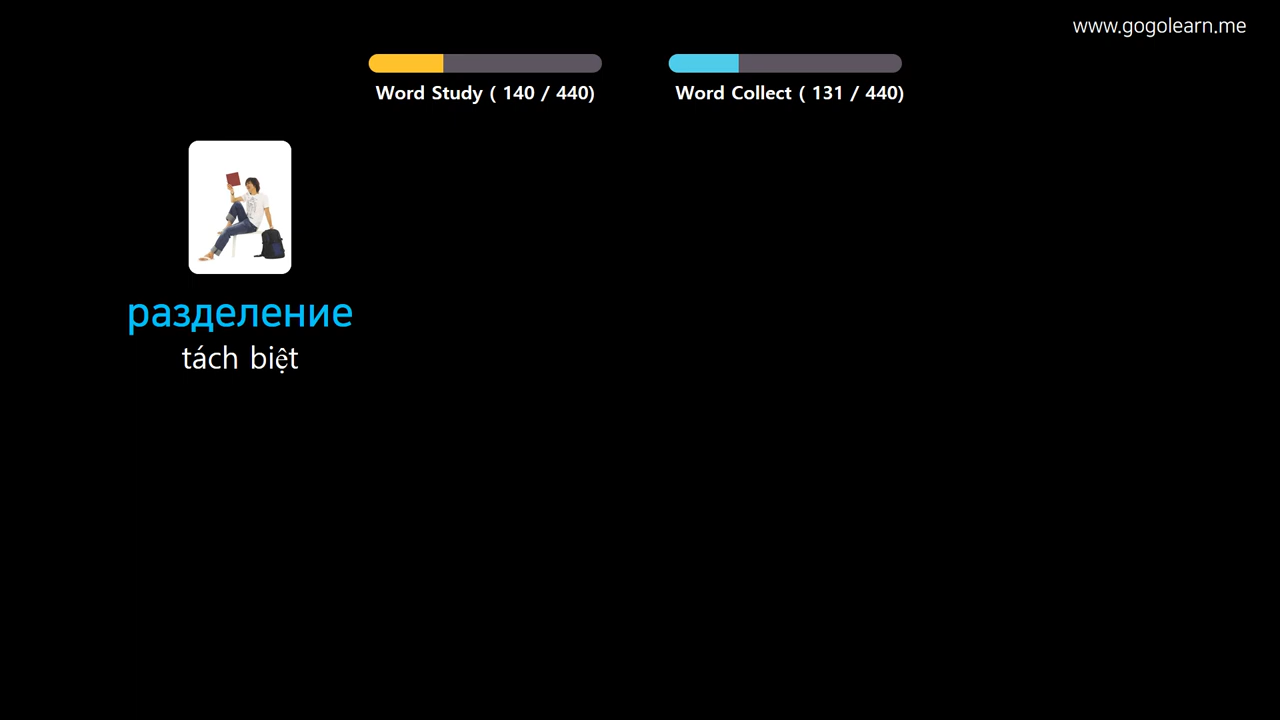 www.gogolearn.me
Word Study ( 140 / 440)
Word Collect ( 131 / 440)
разделение
tách biệt